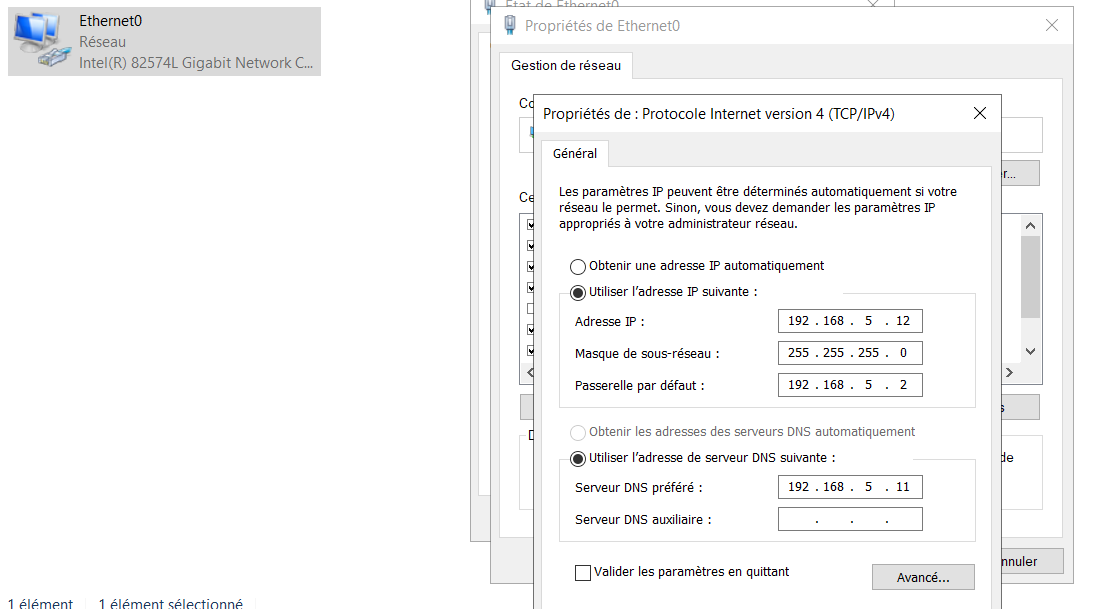 Ethernet0
Réseau
Intel(R) 82574L Gigabit Network C...
État de Ethernet0
Propriétés de Ethernet0
Gestion de réseau
Propriétés de : Protocole Internet version 4 (TCP/IPv4)
Général
Les paramètres IP peuvent être déterminés automatiquement si votre
réseau le permet. Sinon, vous devez demander les paramètres IP
appropriés à votre administrateur réseau.
Obtenir une adresse IP automatiquement
Utiliser l'adresse IP suivante :
Adresse IP :
192 . 168 . 5 . 12
Masque de sous-réseau :
255 . 255 . 255 . 0
Passerelle par défaut :
192 . 168 . 5 . 2
Obtenir les adresses des serveurs DNS automatiquement
Utiliser l'adresse de serveur DNS suivante :
Serveur DNS préféré :
192 . 168 . 5 . 11
Serveur DNS auxiliaire :
. . .
Valider les paramètres en quittant
Avancé...
nnuler
de
1 élément
1 élément sélectionné